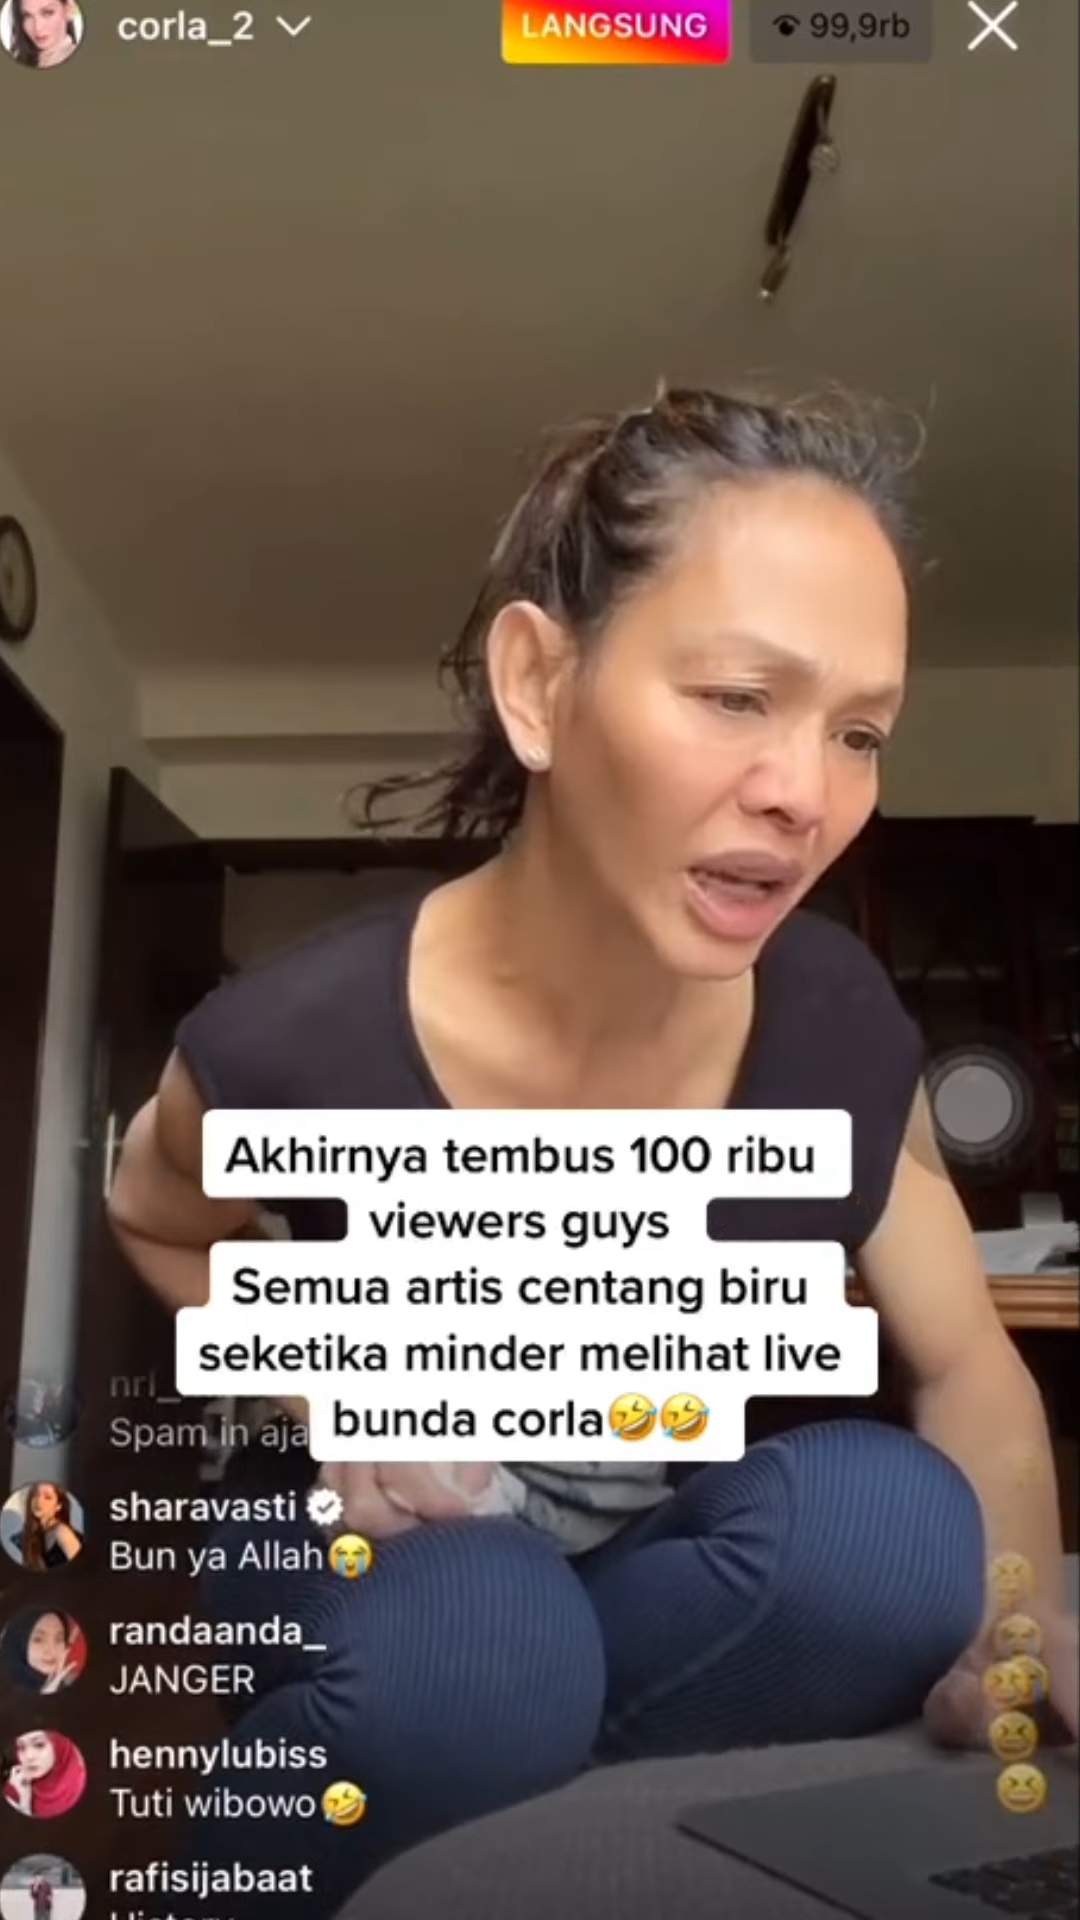 corla_2
LANGSUNG
99,9rb
Akhirnya tembus 100 ribu
viewers guys
Semua artis centang biru
seketika minder melihat live
bunda corla🤣🤣
nrl_
Spam in aja
sharavasti
Bun ya Allah😭
randaanda_
JANGER
hennylubiss
Tuti wibowo🤣
rafisijabaat